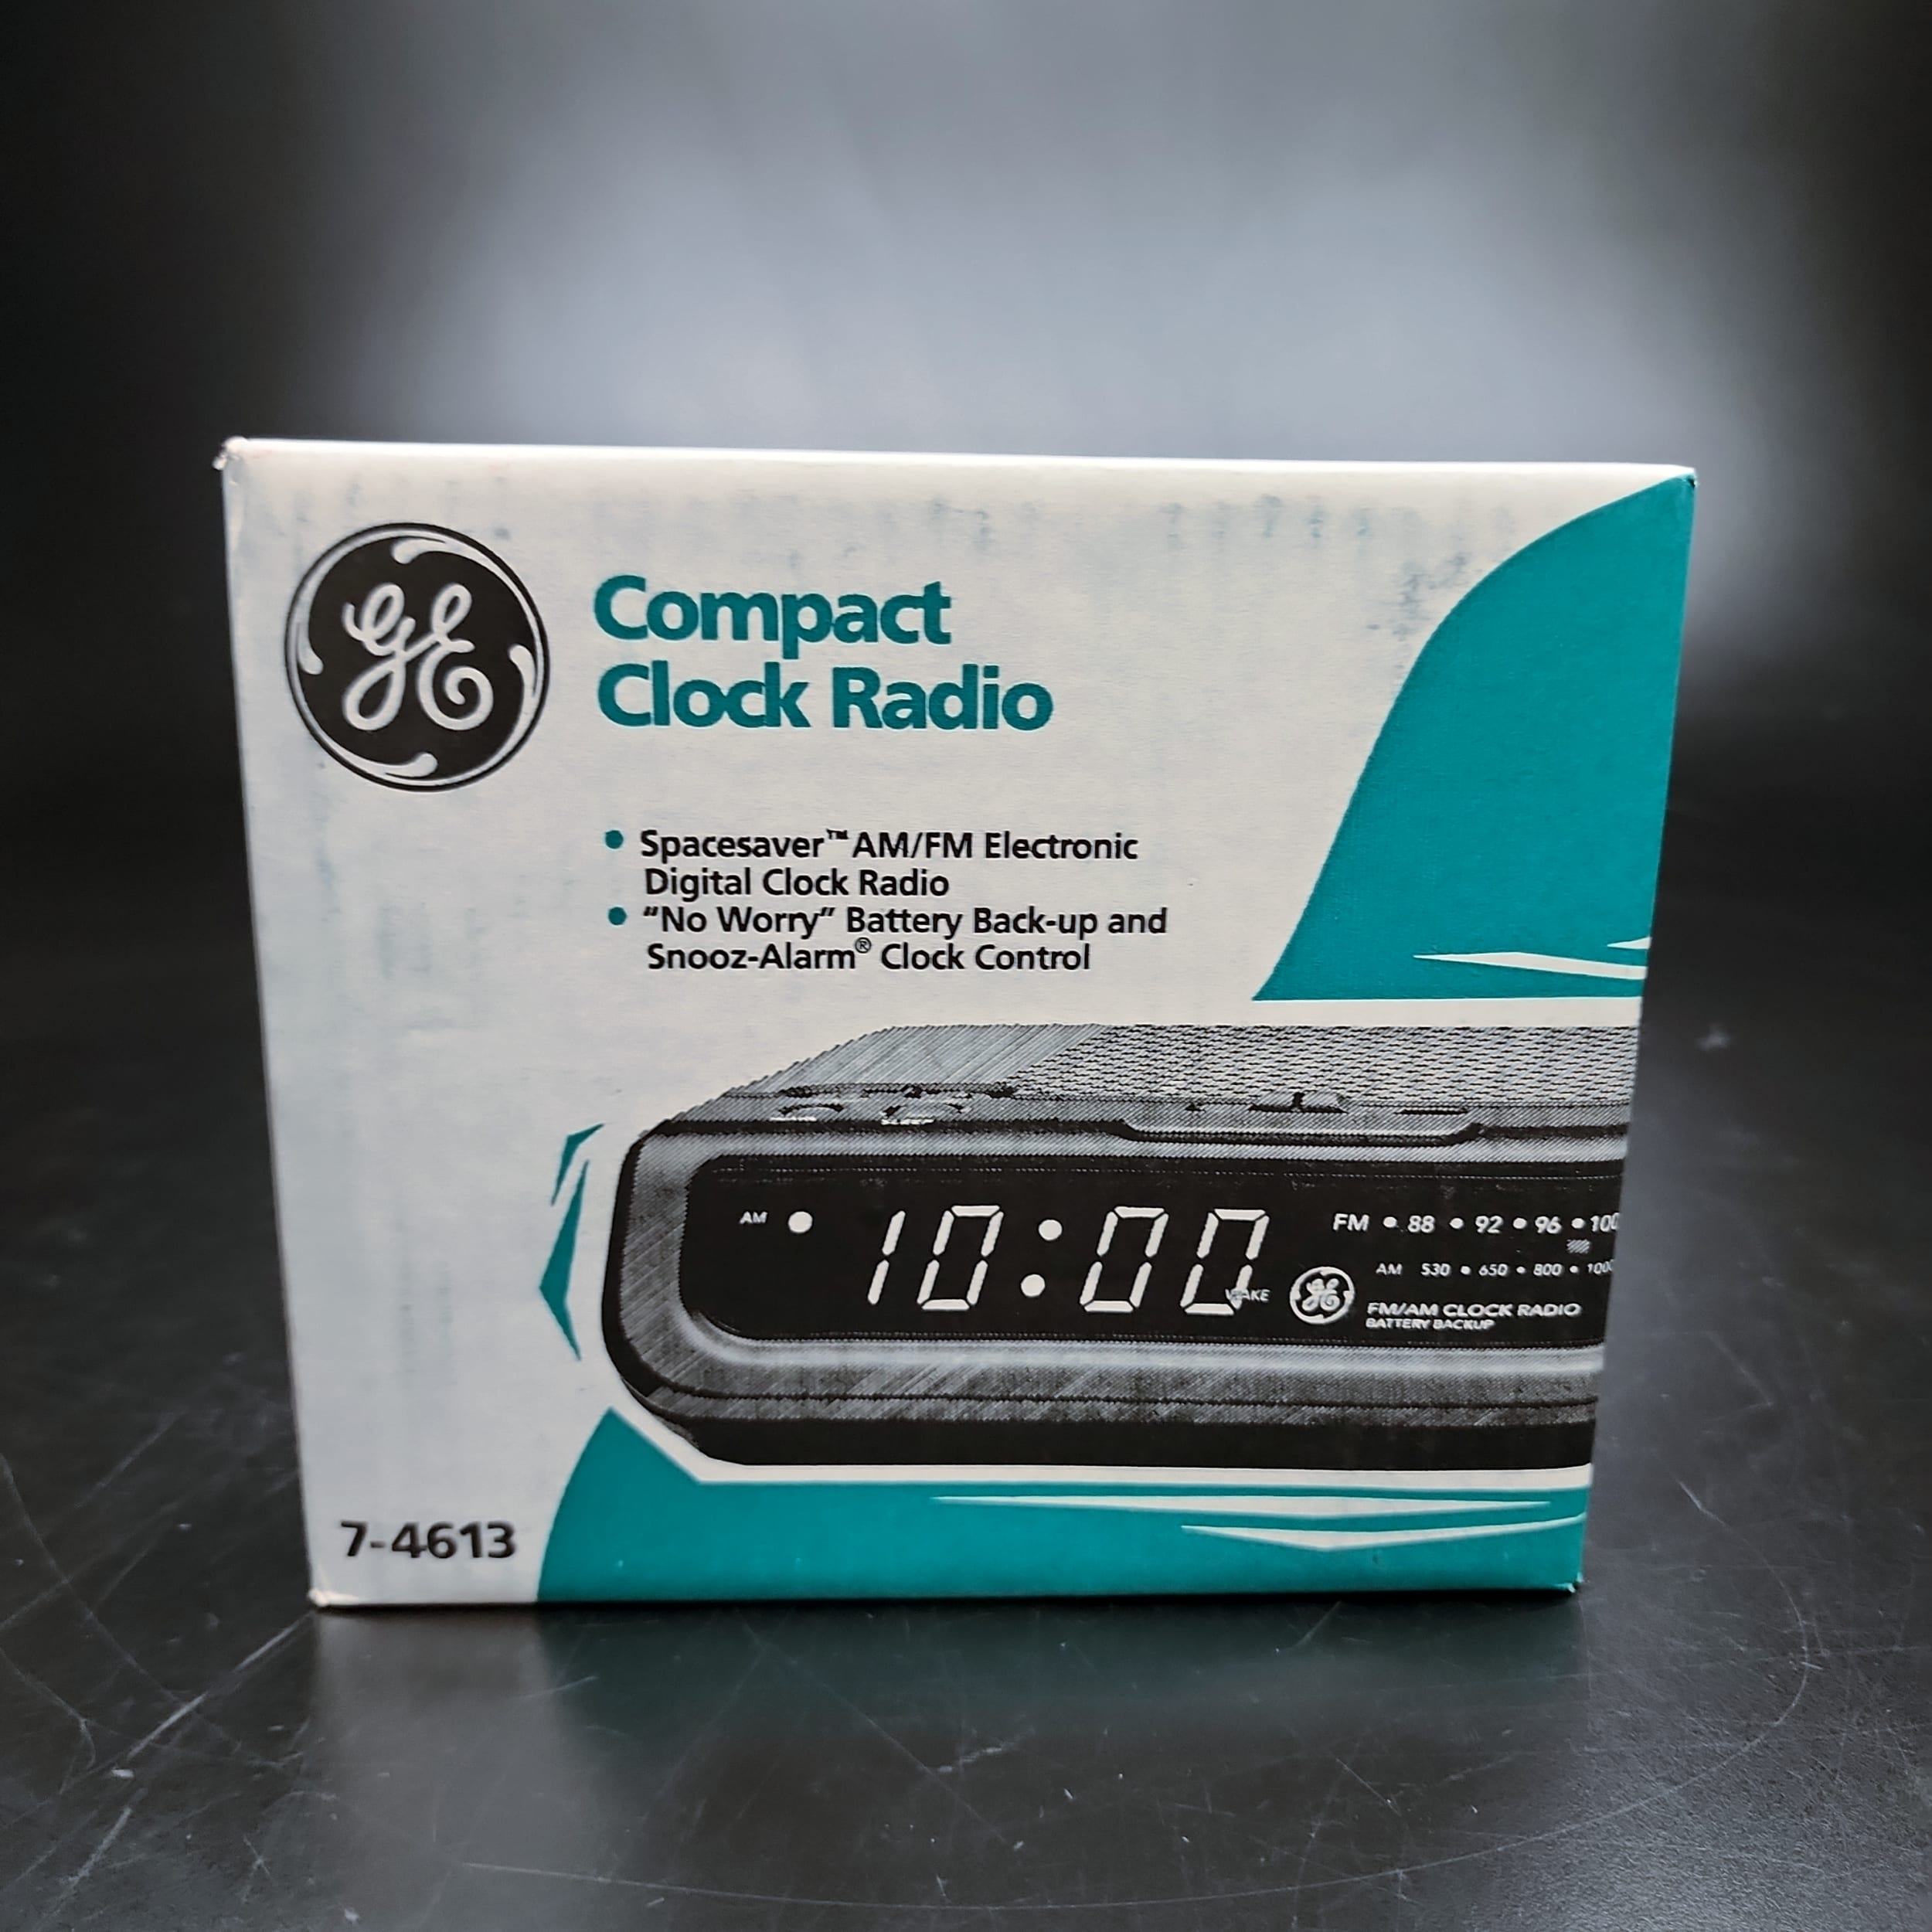 GE
Compact
Clock Radio
• Spacesaver™ AM/FM Electronic
Digital Clock Radio
• “No Worry” Battery Back-up and
Snooz-Alarm® Clock Control
AM 10:00
WAKE
FM • 88 • 92 • 96 • 100
AM 530 • 650 • 800 • 1000
GE
FM/AM CLOCK RADIO
BATTERY BACKUP
7-4613